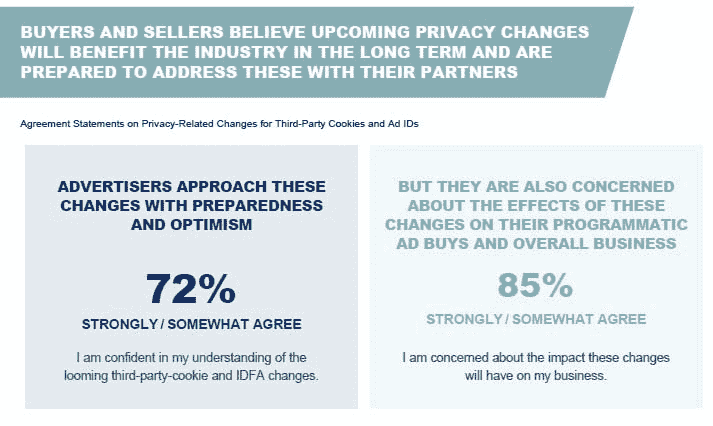 BUYERS AND SELLERS BELIEVE UPCOMING PRIVACY CHANGES
WILL BENEFIT THE INDUSTRY IN THE LONG TERM AND ARE
PREPARED TO ADDRESS THESE WITH THEIR PARTNERS
Agreement Statements on Privacy-Related Changes for Third-Party Cookies and Ad IDs
ADVERTISERS APPROACH THESE
CHANGES WITH PREPAREDNESS
AND OPTIMISM
72%
STRONGLY / SOMEWHAT AGREE
I am confident in my understanding of the
looming third-party-cookie and IDFA changes.
BUT THEY ARE ALSO CONCERNED
ABOUT THE EFFECTS OF THESE
CHANGES ON THEIR PROGRAMMATIC
AD BUYS AND OVERALL BUSINESS
85%
STRONGLY / SOMEWHAT AGREE
I am concerned about the impact these changes
will have on my business.